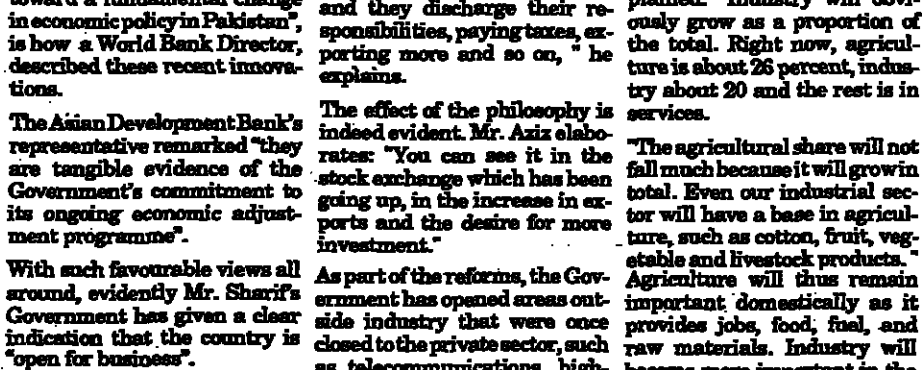 toward a fundamental change
in economic policy in Pakistan",
is how a World Bank Director,
described these recent innova-
tions.
The Asian Development Bank's
representative remarked "they
are tangible evidence of the
Government's commitment to
its ongoing economic adjust-
ment programme".
With such favourable views all
around, evidently Mr. Sharif's
Government has given a clear
indication that the country is
"open for business".
and they discharge their re-
sponsibilities, paying taxes, ex-
porting more and so on, " he
explains.
The effect of the philosophy is
indeed evident. Mr. Aziz elabo-
rates: "You can see it in the
stock exchange which has been
going up, in the increase in ex-
ports and the desire for more
investment."
As part of the reforms, the Gov-
ernment has opened areas out-
side industry that were once
closed to the private sector, such
as telecommunications, high-
planned. "Industry will obvi-
ously grow as a proportion of
the total. Right now, agricul-
ture is about 26 percent, indus-
try about 20 and the rest is in
services.
"The agricultural share will not
fall much because it will grow in
total. Even our industrial sec-
tor will have a base in agricul-
ture, such as cotton, fruit, veg-
etable and livestock products."
Agriculture will thus remain
important domestically as it
provides jobs, food, fuel, and
raw materials. Industry will
become more important in the